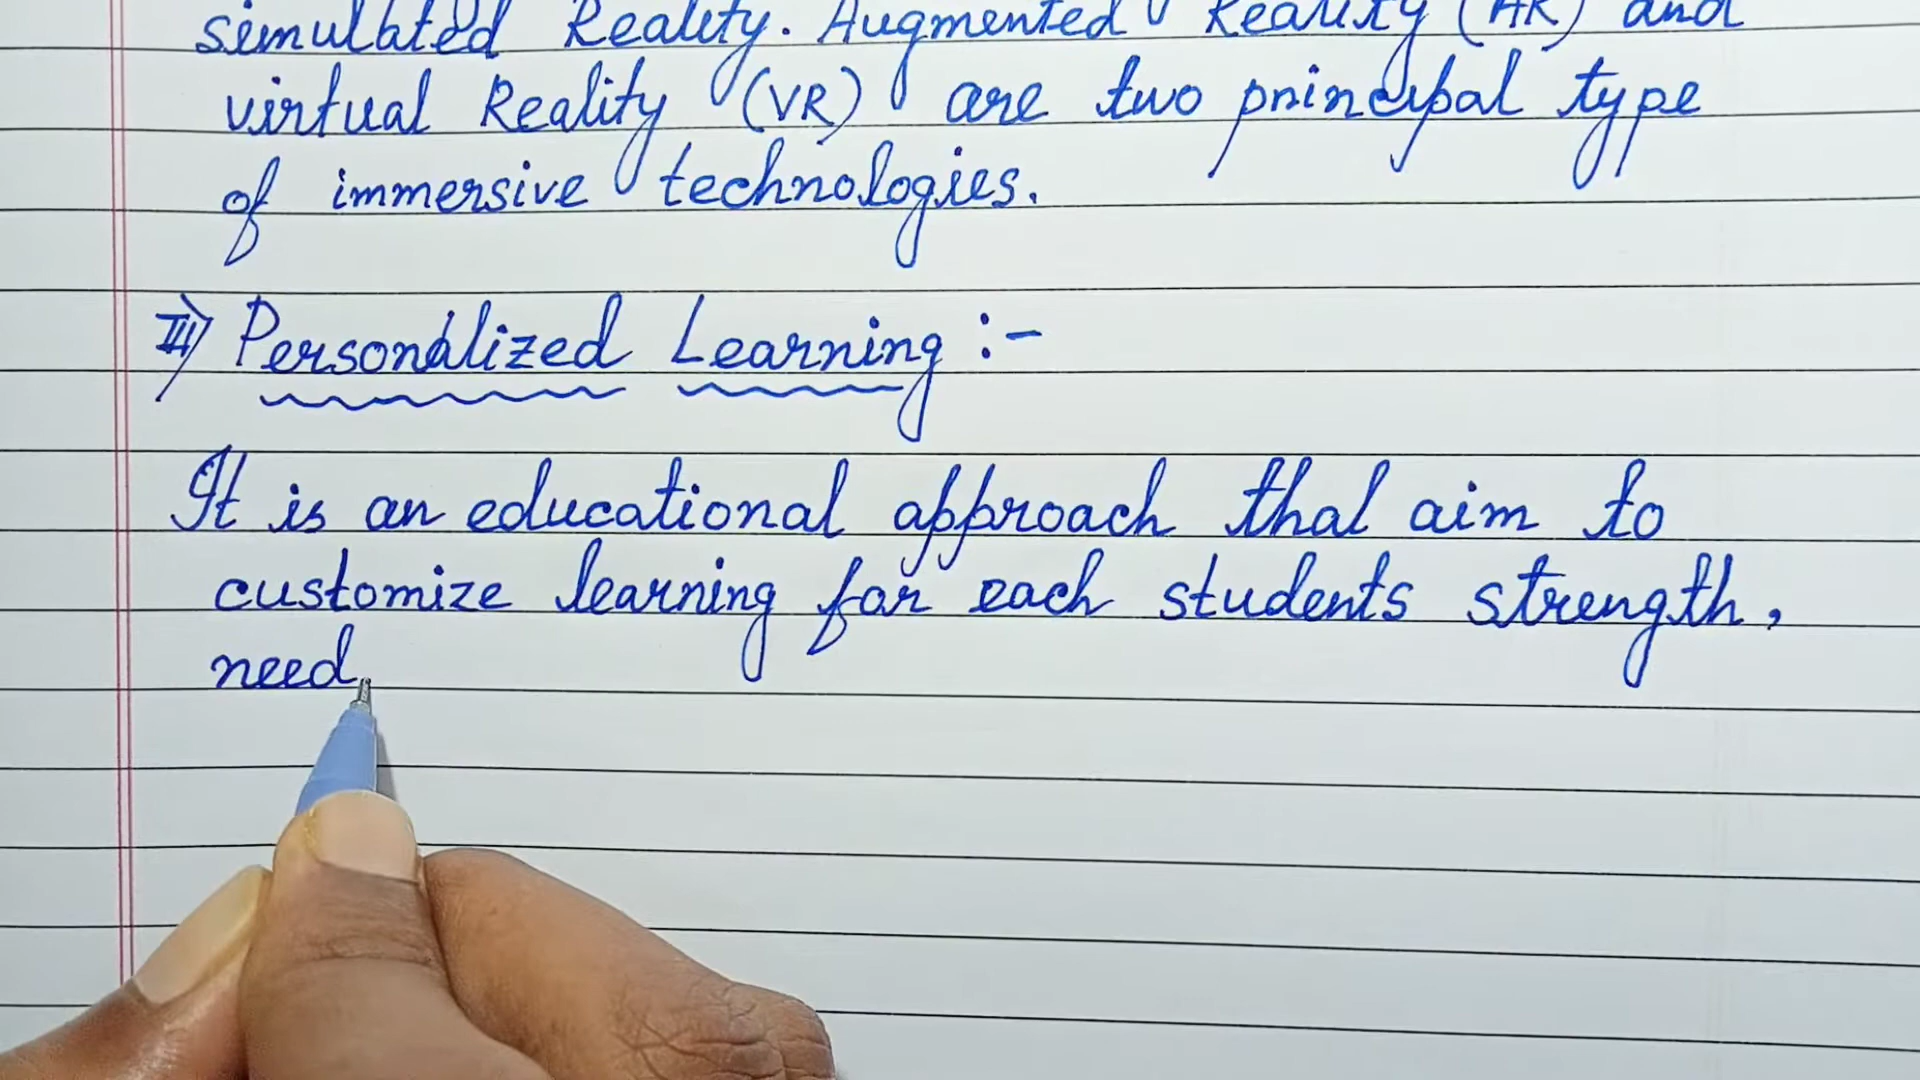 simulated Reality. Augmented Reality (AR) and
virtual Reality (VR) are two principal type
of immersive technologies.
III) Personalized Learning :-
It is an educational approach that aim to
customize learning for each students strength,
need,